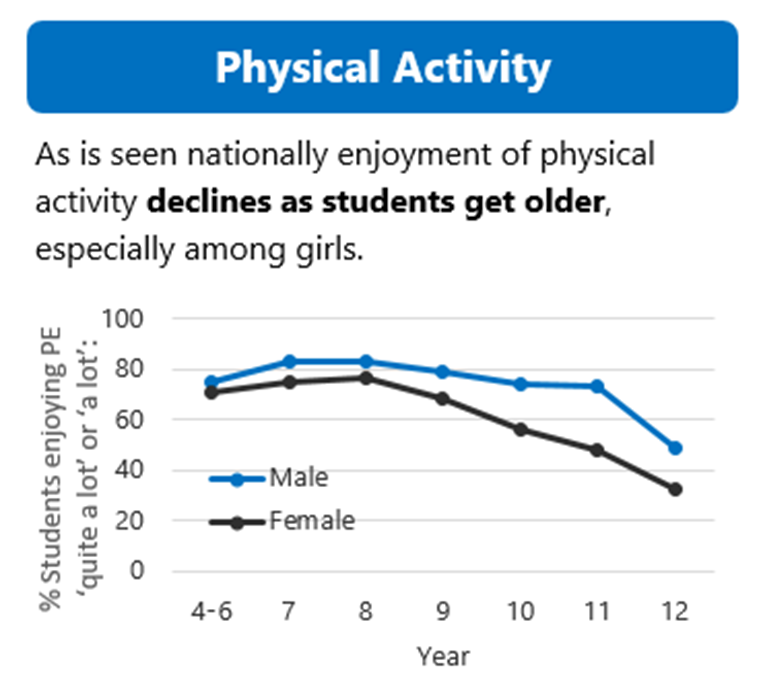 Physical Activity
As is seen nationally enjoyment of physical
activity declines as students get older,
especially among girls.
% Students enjoying PE
‘quite a lot’ or ‘a lot’:
100
80
60
40
20
0
Male
Female
4-6 7 8 9 10 11 12
Year